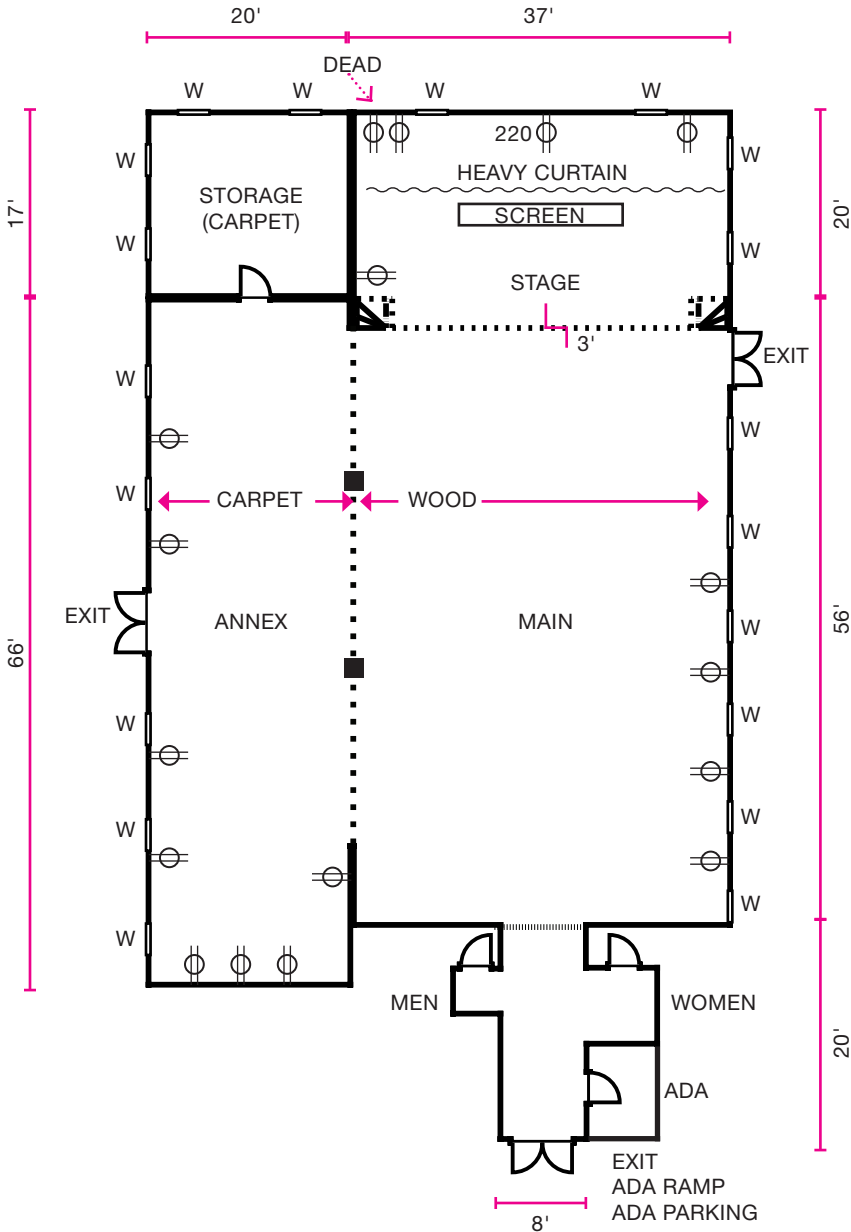 20'
37'
DEAD
W
W
W
W
220
W
W
HEAVY CURTAIN
STORAGE
(CARPET)
SCREEN
17'
20'
W
W
STAGE
3'
EXIT
W
W
W
CARPET
WOOD
W
EXIT
ANNEX
MAIN
W
56'
66'
W
W
W
W
W
W
MEN
WOMEN
20'
ADA
EXIT
ADA RAMP
ADA PARKING
8'